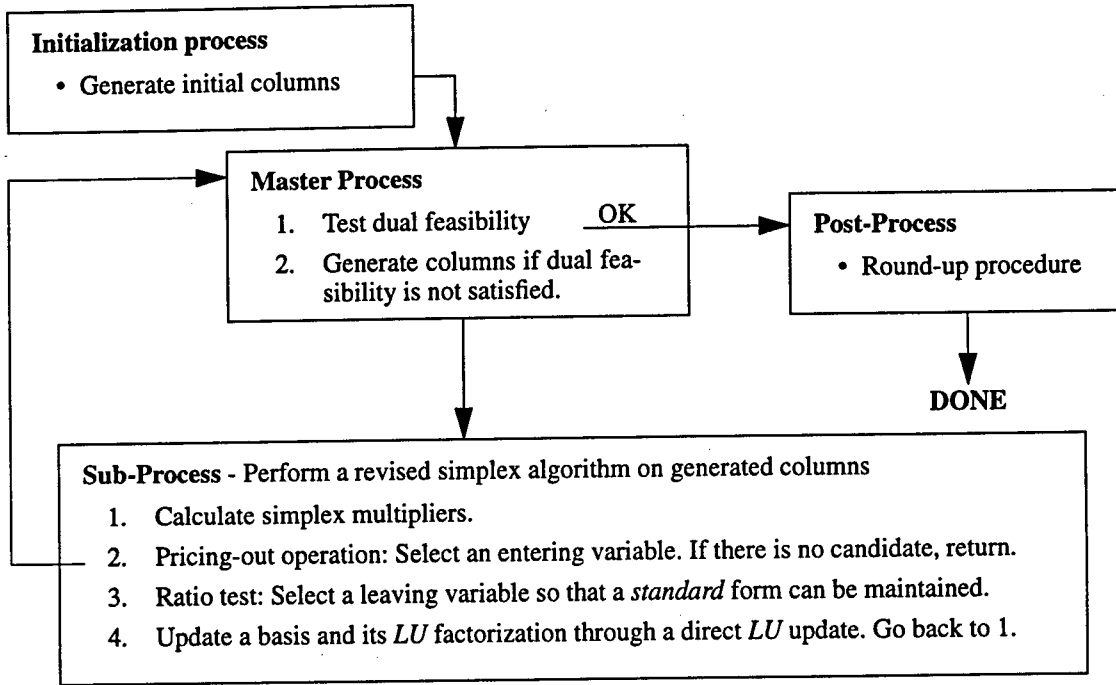 Initialization process
• Generate initial columns
Master Process
1. Test dual feasibility
OK
2. Generate columns if dual fea-
sibility is not satisfied.
Post-Process
• Round-up procedure
DONE
Sub-Process - Perform a revised simplex algorithm on generated columns
1. Calculate simplex multipliers.
2. Pricing-out operation: Select an entering variable. If there is no candidate, return.
3. Ratio test: Select a leaving variable so that a standard form can be maintained.
4. Update a basis and its LU factorization through a direct LU update. Go back to 1.